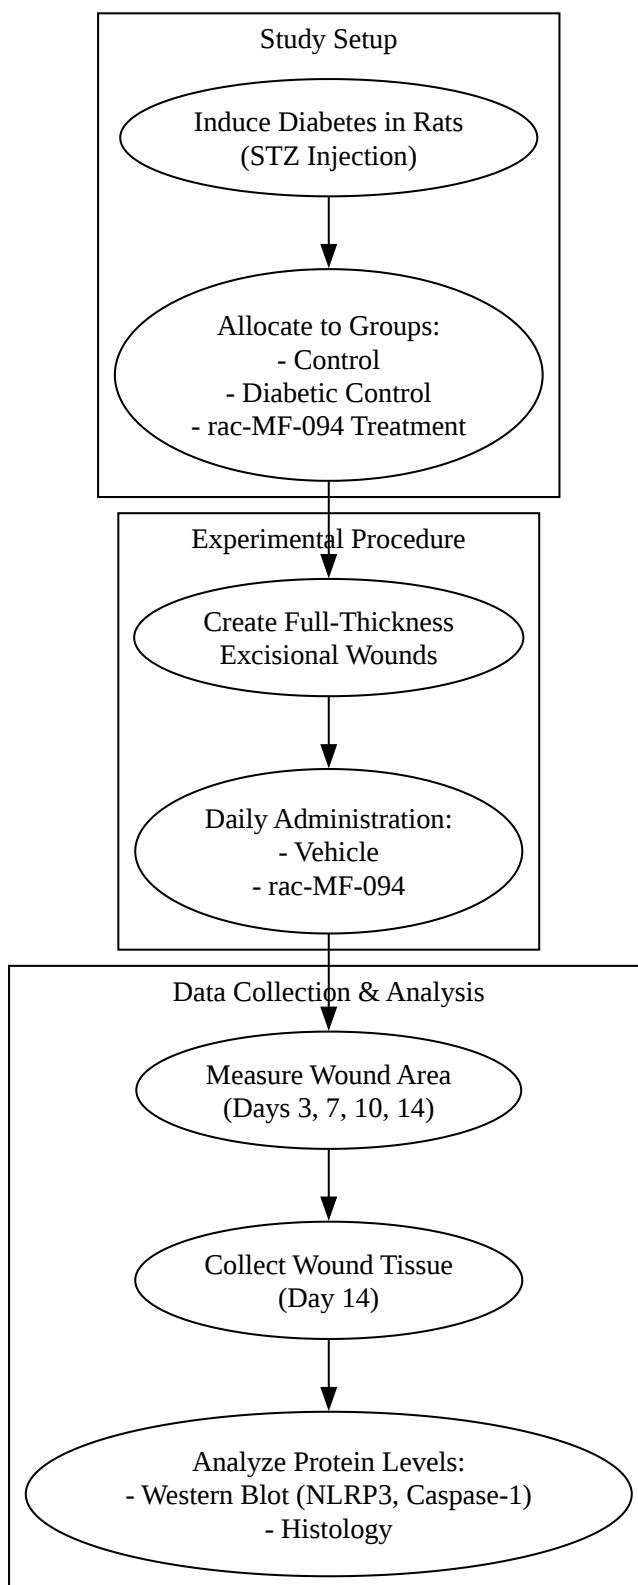 Study Setup
Induce Diabetes in Rats
(STZ Injection)
Allocate to Groups:
- Control
- Diabetic Control
- rac-MF-094 Treatment
Experimental Procedure
Create Full-Thickness
Excisional Wounds
Daily Administration:
- Vehicle
- rac-MF-094
Data Collection & Analysis
Measure Wound Area
(Days 3, 7, 10, 14)
Collect Wound Tissue
(Day 14)
Analyze Protein Levels:
- Western Blot (NLRP3, Caspase-1)
- Histology